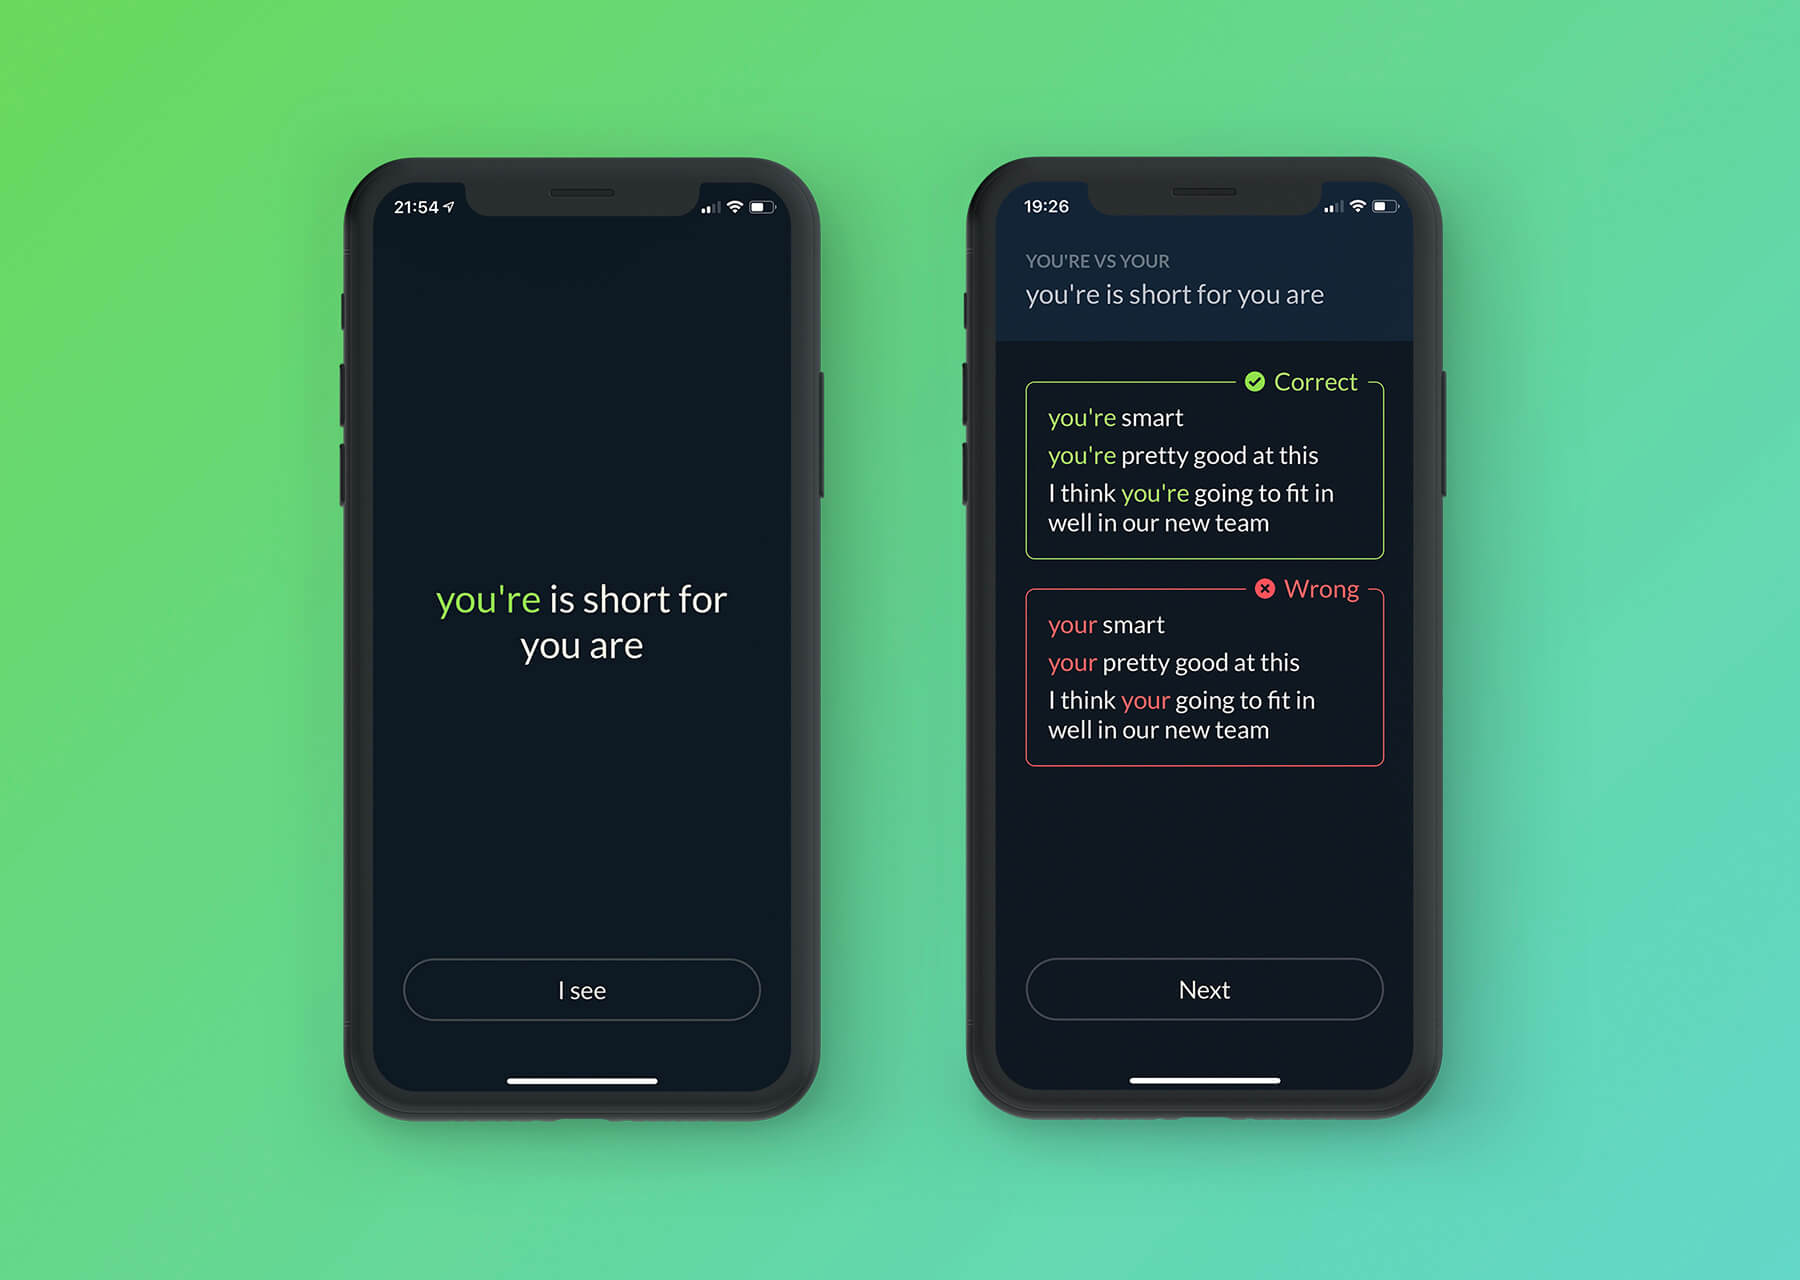 21:54
you're is short for
you are
I see
19:26
YOU'RE VS YOUR
you're is short for you are
Correct
you're smart
you're pretty good at this
I think you're going to fit in
well in our new team
Wrong
your smart
your pretty good at this
I think your going to fit in
well in our new team
Next